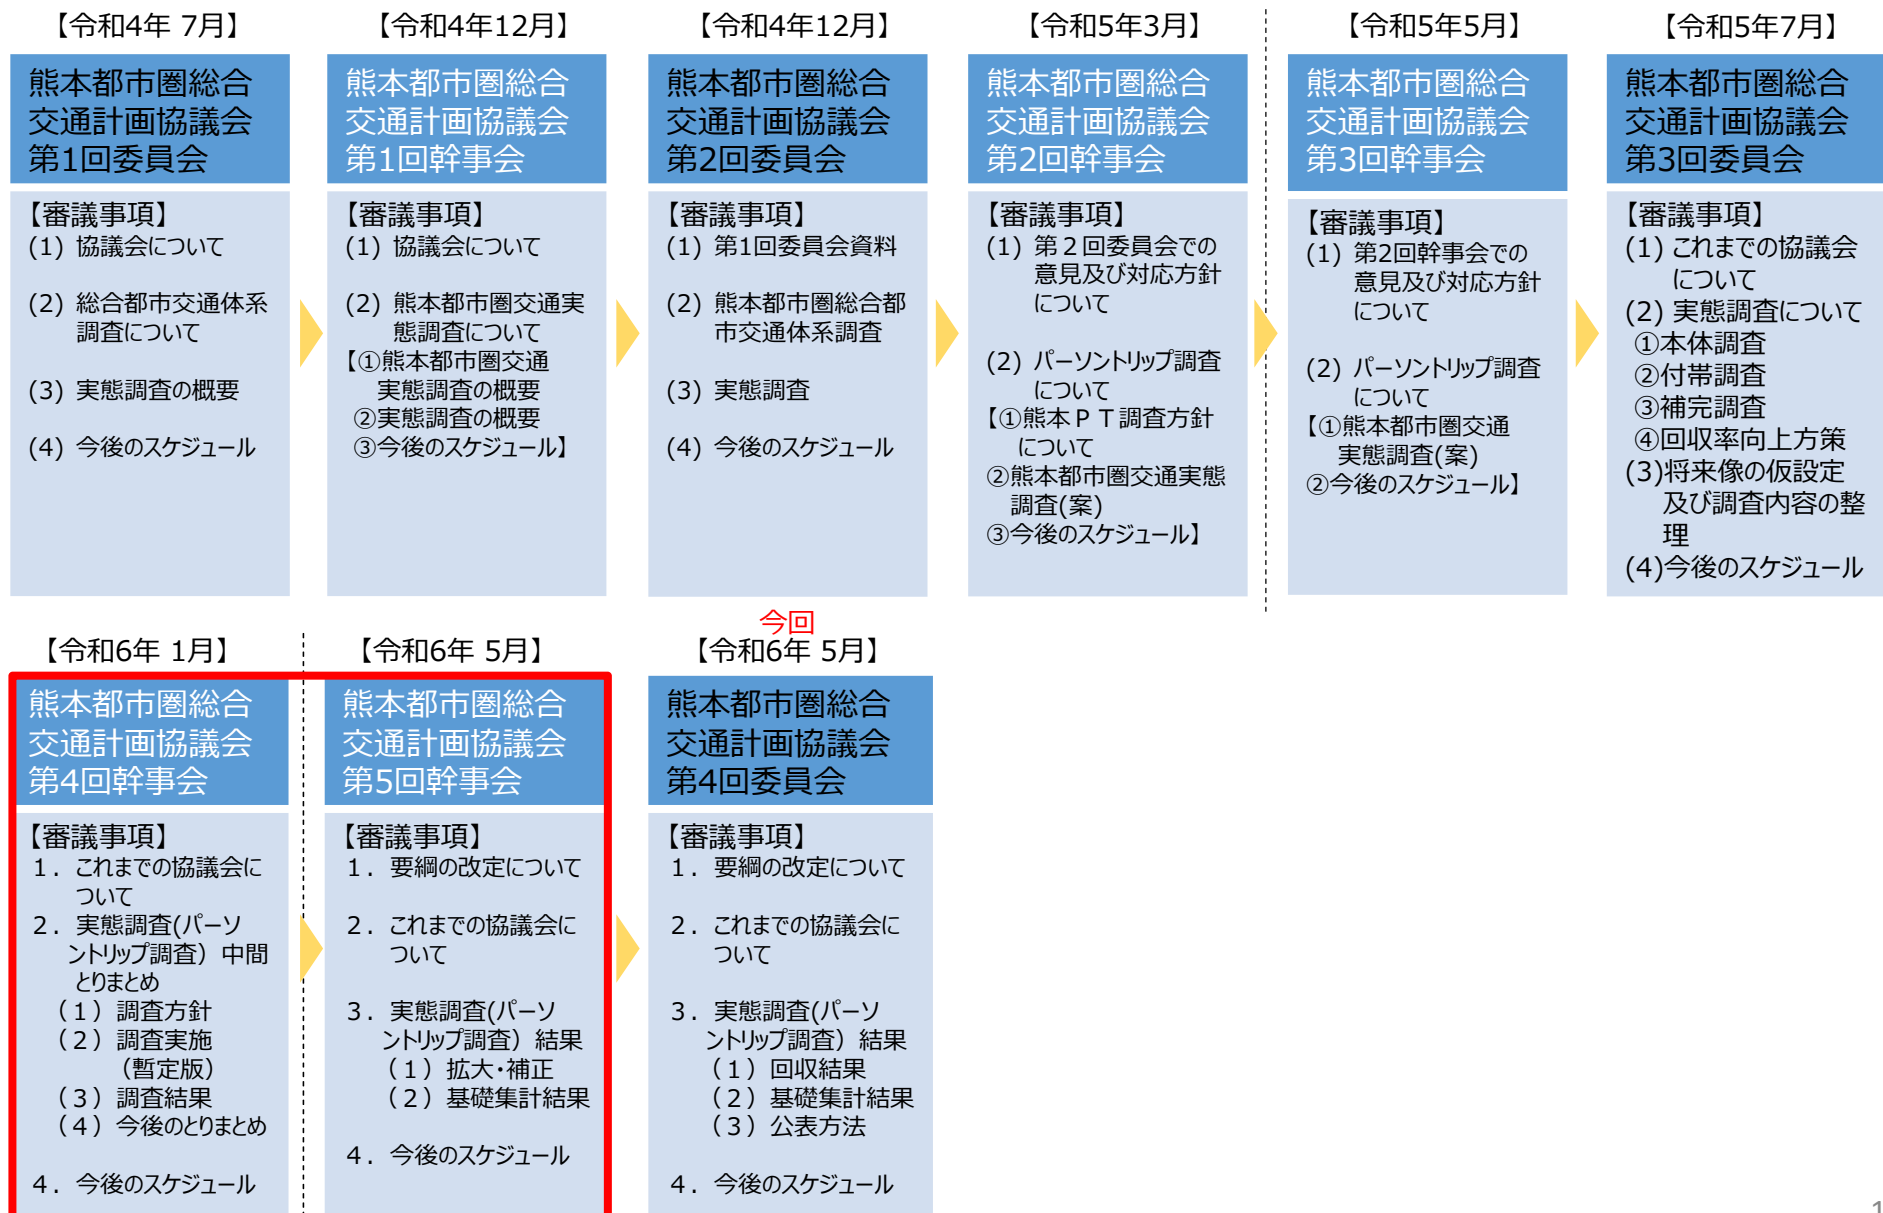 【令和4年 7月】
熊本都市圏総合
交通計画協議会
第1回委員会
【審議事項】
(1) 協議会について
(2) 総合都市交通体系
調査について
(3) 実態調査の概要
(4) 今後のスケジュール
【令和4年12月】
熊本都市圏総合
交通計画協議会
第1回幹事会
【審議事項】
(1) 協議会について
(2) 熊本都市圏交通実
態調査について
【①熊本都市圏交通
実態調査の概要
②実態調査の概要
③今後のスケジュール】
【令和4年12月】
熊本都市圏総合
交通計画協議会
第2回委員会
【審議事項】
(1) 第1回委員会資料
(2) 熊本都市圏総合都
市交通体系調査
(3) 実態調査
(4) 今後のスケジュール
【令和5年3月】
熊本都市圏総合
交通計画協議会
第2回幹事会
【審議事項】
(1) 第２回委員会での
意見及び対応方針
について
(2) パーソントリップ調査
について
【①熊本ＰＴ調査方針
について
②熊本都市圏交通実態
調査(案)
③今後のスケジュール】
【令和5年5月】
熊本都市圏総合
交通計画協議会
第3回幹事会
【審議事項】
(1) 第2回幹事会での
意見及び対応方針
について
(2) パーソントリップ調査
について
【①熊本都市圏交通
実態調査(案)
②今後のスケジュール】
【令和5年7月】
熊本都市圏総合
交通計画協議会
第3回委員会
【審議事項】
(1) これまでの協議会
について
(2) 実態調査について
①本体調査
②付帯調査
③補完調査
④回収率向上方策
(3)将来像の仮設定
及び調査内容の整
理
(4)今後のスケジュール
【令和6年 1月】
熊本都市圏総合
交通計画協議会
第4回幹事会
【審議事項】
１．これまでの協議会に
ついて
２．実態調査(パーソ
ントリップ調査）中間
とりまとめ
（１）調査方針
（２）調査実施
（暫定版）
（３）調査結果
（４）今後のとりまとめ
４．今後のスケジュール
【令和6年 5月】
熊本都市圏総合
交通計画協議会
第5回幹事会
【審議事項】
１．要綱の改定について
２．これまでの協議会に
ついて
３．実態調査(パーソ
ントリップ調査）結果
（１）拡大・補正
（２）基礎集計結果
４．今後のスケジュール
今回
【令和6年 5月】
熊本都市圏総合
交通計画協議会
第4回委員会
【審議事項】
１．要綱の改定について
２．これまでの協議会に
ついて
３．実態調査(パーソ
ントリップ調査）結果
（１）回収結果
（２）基礎集計結果
（３）公表方法
４．今後のスケジュール
1